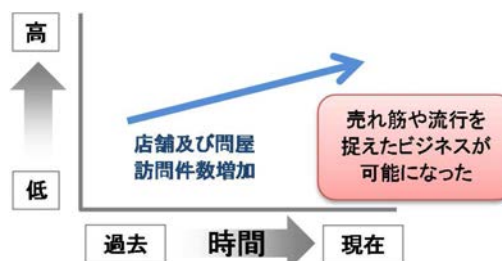 高
低
店舗及び問屋
訪問件数増加
売れ筋や流行を
捉えたビジネスが
可能になった
過去
時間
現在